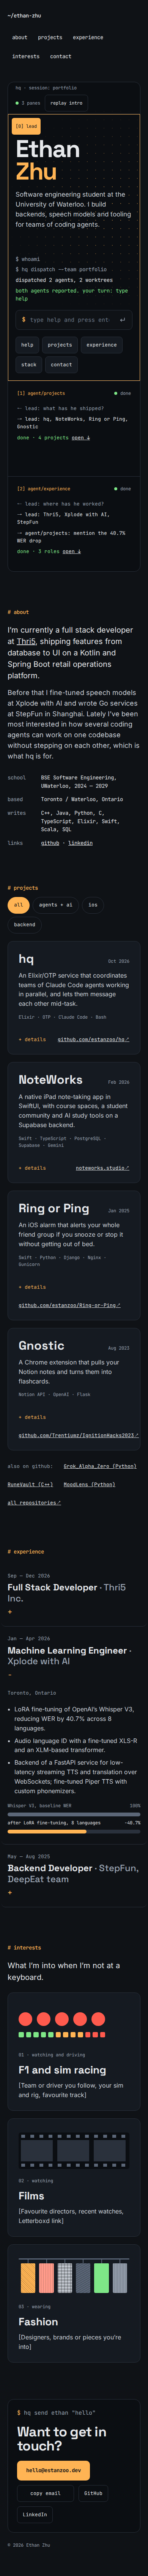 ~/ethan-zhu
about projects experience
interests contact
hq · session: portfolio
3 panes replay intro
[0] lead
Ethan
Zhu
Software engineering student at the
University of Waterloo. I build
backends, speech models and tooling
for teams of coding agents.
$ whoami
$ hq dispatch --team portfolio
dispatched 2 agents, 2 worktrees
both agents reported. your turn: type
help
$ type help and press ent ↵
help projects experience
stack contact
[1] agent/projects done
← lead: what has he shipped?
→ lead: hq, NoteWorks, Ring or Ping,
Gnostic
done · 4 projects open ↓
[2] agent/experience done
← lead: where has he worked?
→ lead: Thri5, Xplode with AI,
StepFun
→ agent/projects: mention the 40.7%
WER drop
done · 3 roles open ↓
# about
I'm currently a full stack developer
at Thri5, shipping features from
database to UI on a Kotlin and
Spring Boot retail operations
platform.
Before that I fine-tuned speech models
at Xplode with AI and wrote Go services
at StepFun in Shanghai. Lately I've been
most interested in how several coding
agents can work on one codebase
without stepping on each other, which is
what hq is for.
school BSE Software Engineering,
UWaterloo, 2024 — 2029
based Toronto / Waterloo, Ontario
writes C++, Java, Python, C,
TypeScript, Elixir, Swift,
Scala, SQL
links github · linkedin
# projects
all agents + ai ios
backend
hq Oct 2026
An Elixir/OTP service that coordinates
teams of Claude Code agents working
in parallel, and lets them message
each other mid-task.
Elixir · OTP · Claude Code · Bash
+ details github.com/estanzoo/hq↗
NoteWorks Feb 2026
A native iPad note-taking app in
SwiftUI, with course spaces, a student
community and AI study tools on a
Supabase backend.
Swift · TypeScript · PostgreSQL ·
Supabase · Gemini
+ details noteworks.studio↗
Ring or Ping Jan 2025
An iOS alarm that alerts your whole
friend group if you snooze or stop it
without getting out of bed.
Swift · Python · Django · Nginx ·
Gunicorn
+ details
github.com/estanzoo/Ring-or-Ping↗
Gnostic Aug 2023
A Chrome extension that pulls your
Notion notes and turns them into
flashcards.
Notion API · OpenAI · Flask
+ details
github.com/Trentiumz/IgnitionHacks2023↗
also on github: Grok_Alpha_Zero (Python)
RuneVault (C++) MoodLens (Python)
all repositories↗
# experience
Sep — Dec 2026
Full Stack Developer · Thri5
Inc.
+
Jan — Apr 2026
Machine Learning Engineer ·
Xplode with AI
-
Toronto, Ontario
LoRA fine-tuning of OpenAI's Whisper V3,
reducing WER by 40.7% across 8
languages.
Audio language ID with a fine-tuned XLS-R
and an XLM-based transformer.
Backend of a FastAPI service for low-
latency streaming TTS and translation over
WebSockets; fine-tuned Piper TTS with
custom phonemizers.
Whisper V3, baseline WER 100%
after LoRA fine-tuning, 8 languages -40.7%
May — Aug 2025
Backend Developer · StepFun,
DeepEat team
+
# interests
What I'm into when I'm not at a
keyboard.
01 · watching and driving
F1 and sim racing
[Team or driver you follow, your sim
and rig, favourite track]
02 · watching
Films
[Favourite directors, recent watches,
Letterboxd link]
03 · wearing
Fashion
[Designers, brands or pieces you're
into]
$ hq send ethan "hello"
Want to get in
touch?
hello@estanzoo.dev
copy email GitHub
LinkedIn
© 2026 Ethan Zhu